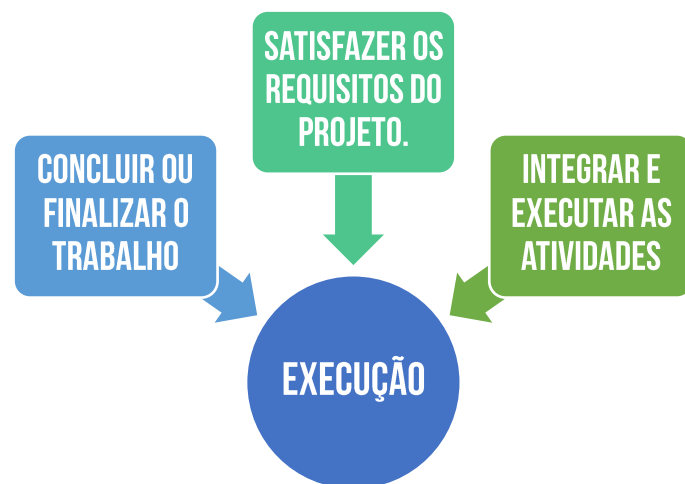 SATISFAZER OS
REQUISITOS DO
PROJETO.
CONCLUIR OU
FINALIZAR O
TRABALHO
INTEGRAR E
EXECUTAR AS
ATIVIDADES
EXECUÇÃO